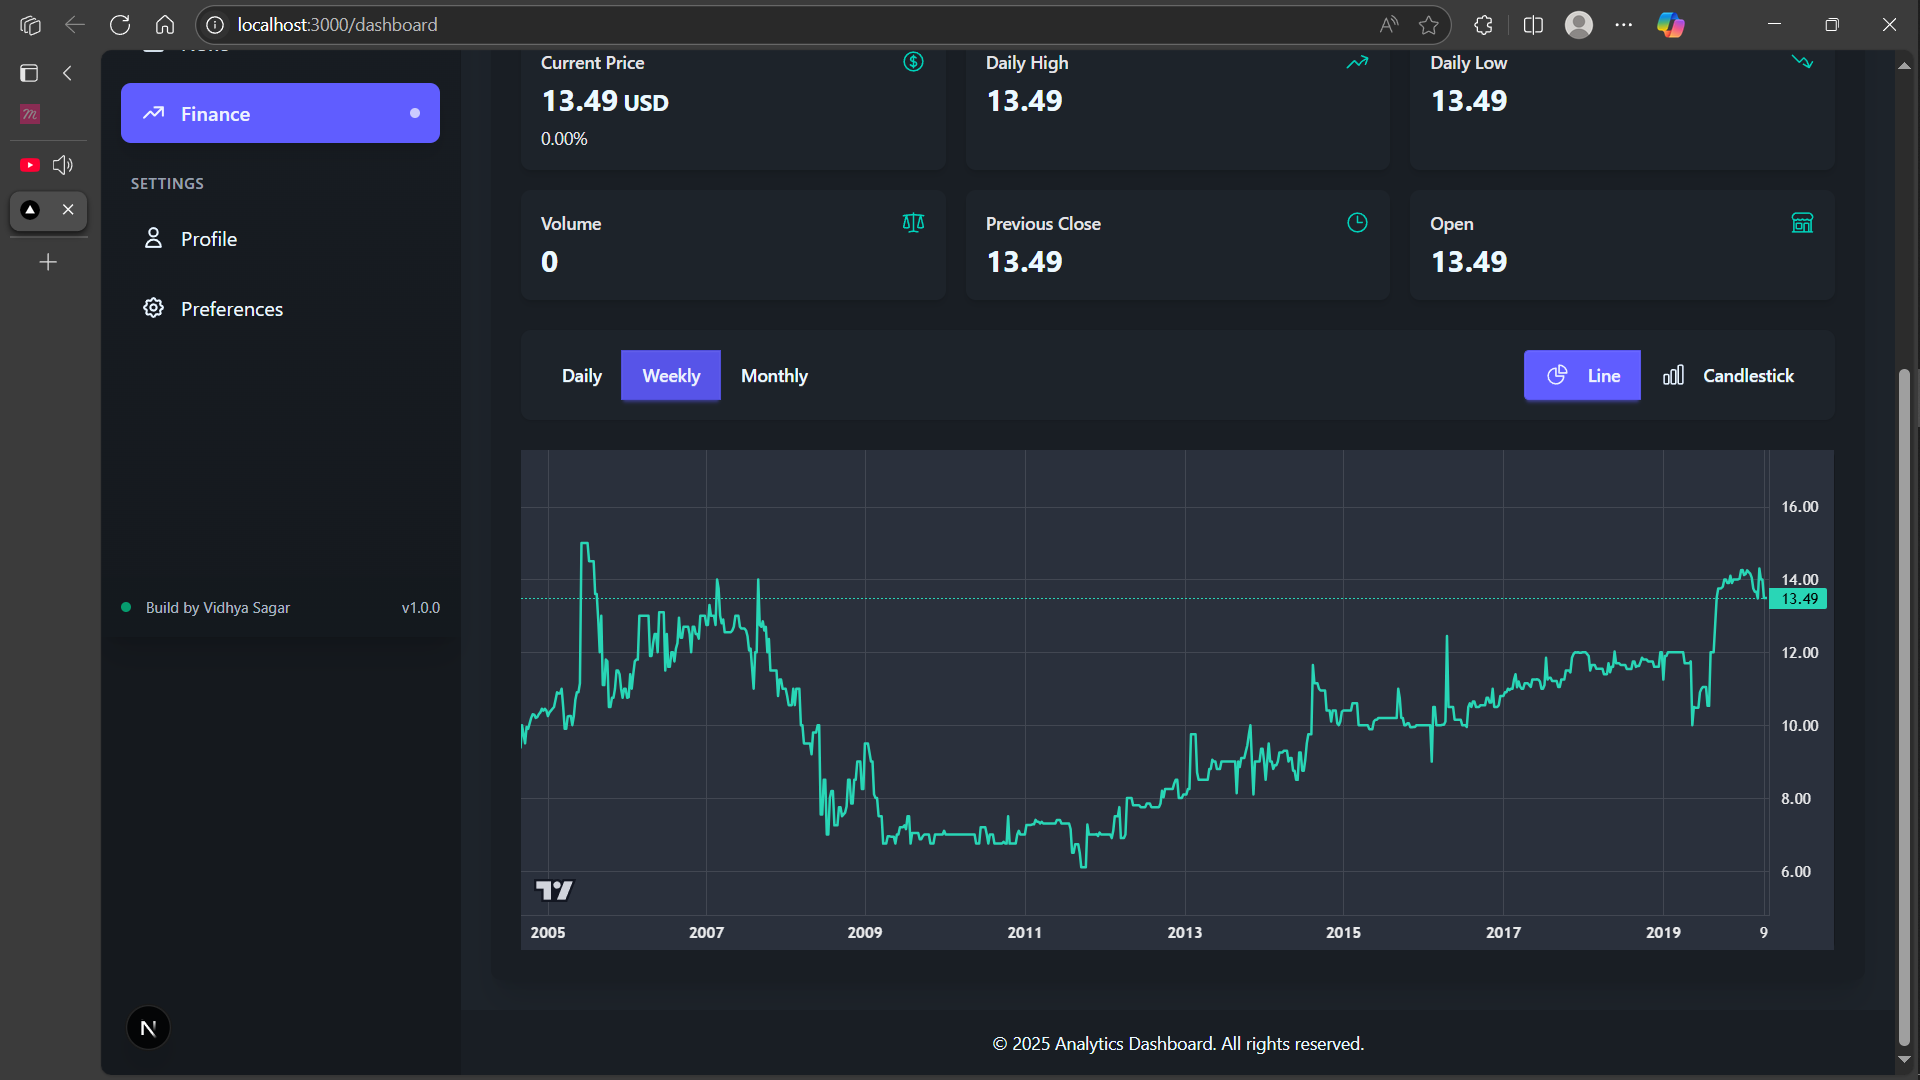 localhost:3000/dashboard
Finance
SETTINGS
Profile
Preferences
Build by Vidhya Sagar v1.0.0
N
Current Price
13.49 USD
0.00%
Daily High
13.49
Daily Low
13.49
Volume
0
Previous Close
13.49
Open
13.49
Daily Weekly Monthly Line Candlestick
16.00
14.00
13.49
12.00
10.00
8.00
6.00
2005 2007 2009 2011 2013 2015 2017 2019 9
© 2025 Analytics Dashboard. All rights reserved.